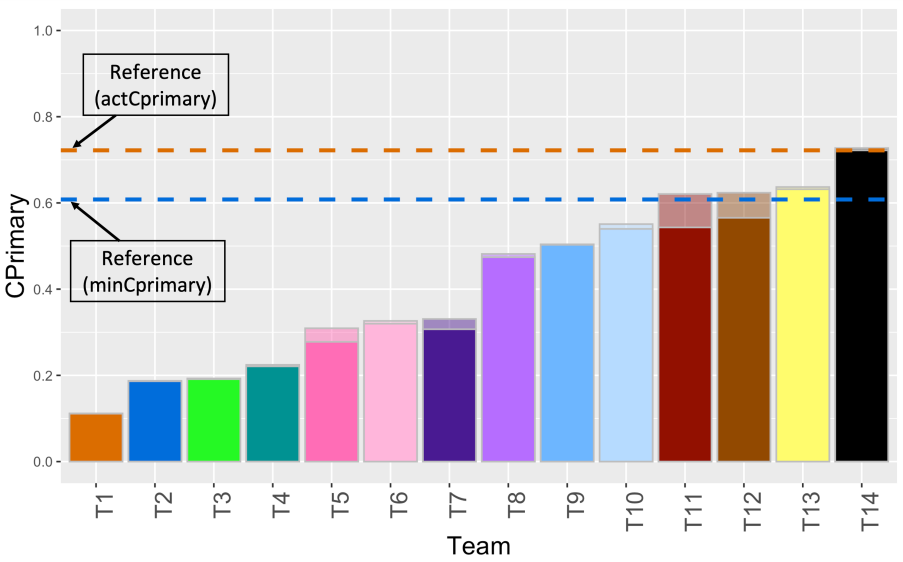 1.0
0.8
0.6
0.4
0.2
0.0
CPrimary
Reference
(actCprimary)
Reference
(minCprimary)
T1 T2 T3 T4 T5 T6 T7 T8 T9 T10 T11 T12 T13 T14
Team